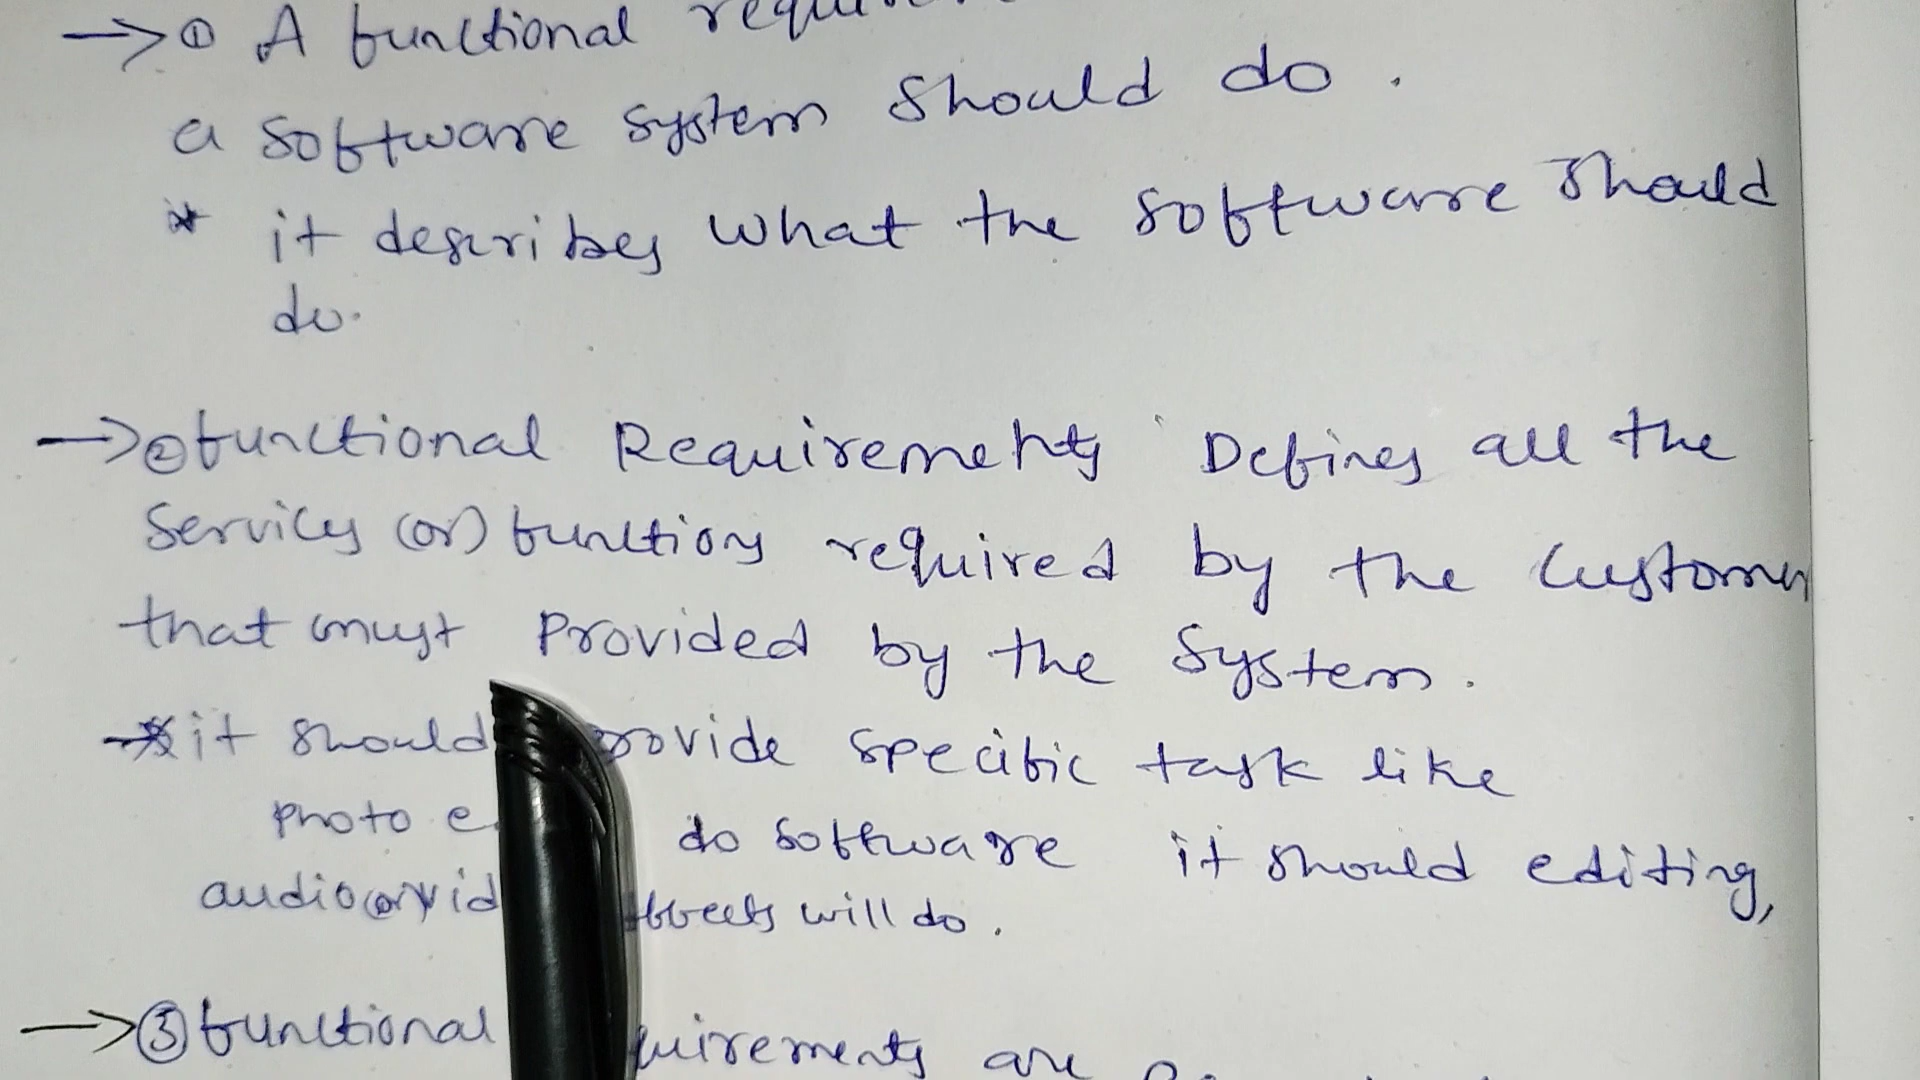 → ① A functional
a software system should do.
* it describes what the software should
do.
→ ② functional Requirements Defines all the
Services (or) functions required by the customer
that must provided by the system.
* it should provide specific task like
photo do software it should editing,
audio (or) will do.
→ ③ functional requirements are